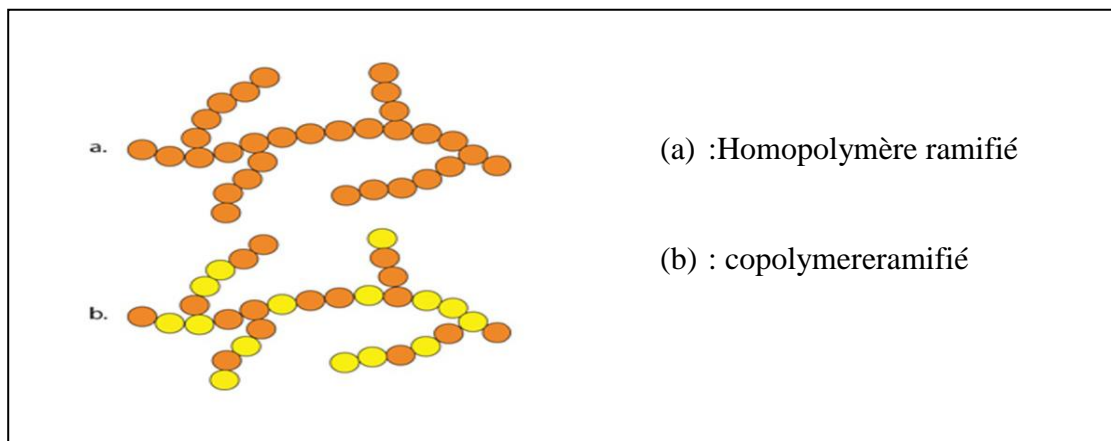 a.
(a) :Homopolymère ramifié
(b) : copolymereramifié
b.